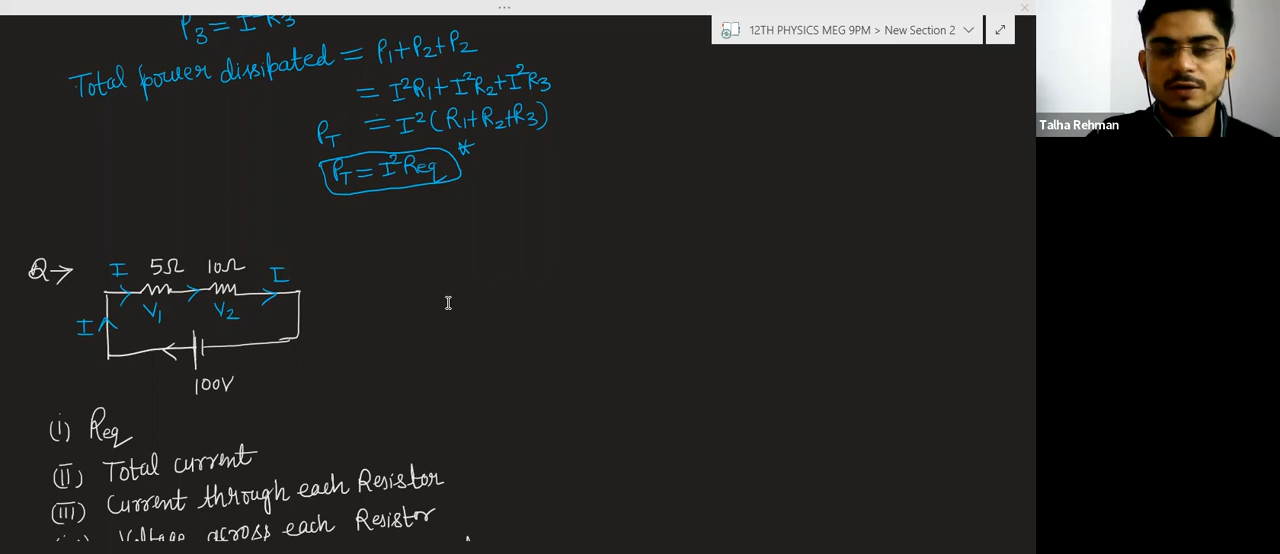 P₃ = I²R₃
12TH PHYSICS MEG 9PM > New Section 2
Total power dissipated = P₁+P₂+P₂
= I²R₁+I²R₂+I²R₃
P_T = I²(R₁+R₂+R₃)
P_T = I²Req *
Talha Rehman
Q→
I 5Ω 10Ω I
V₁ V₂
I
100V
(i) Req
(II) Total current
(III) Current through each Resistor
Voltage across each Resistor